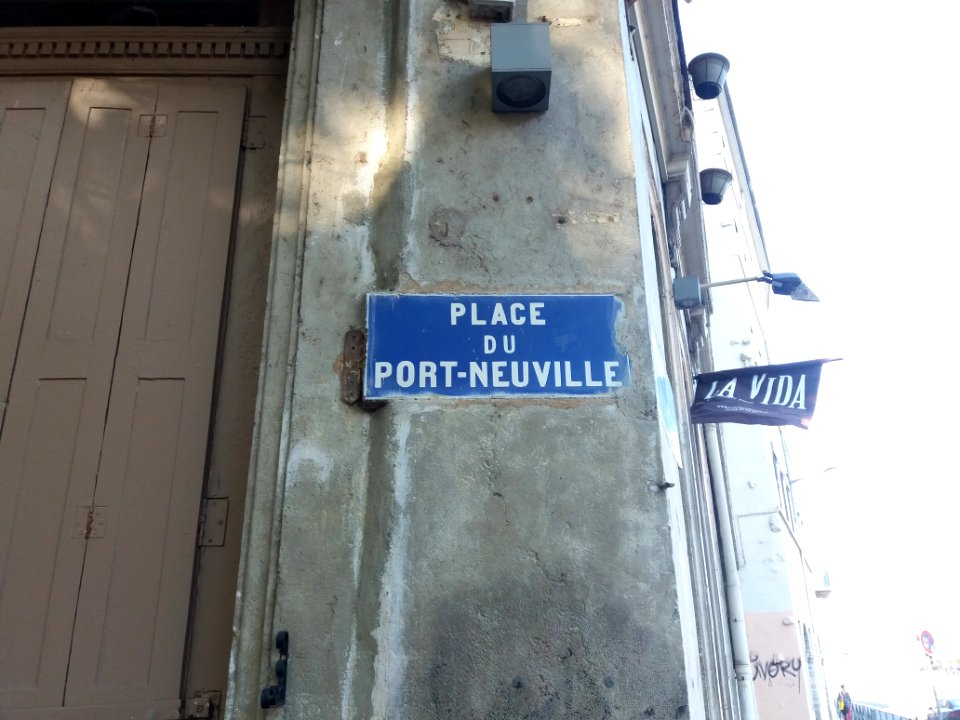 PLACE
DU
PORT-NEUVILLE
LA VIDA